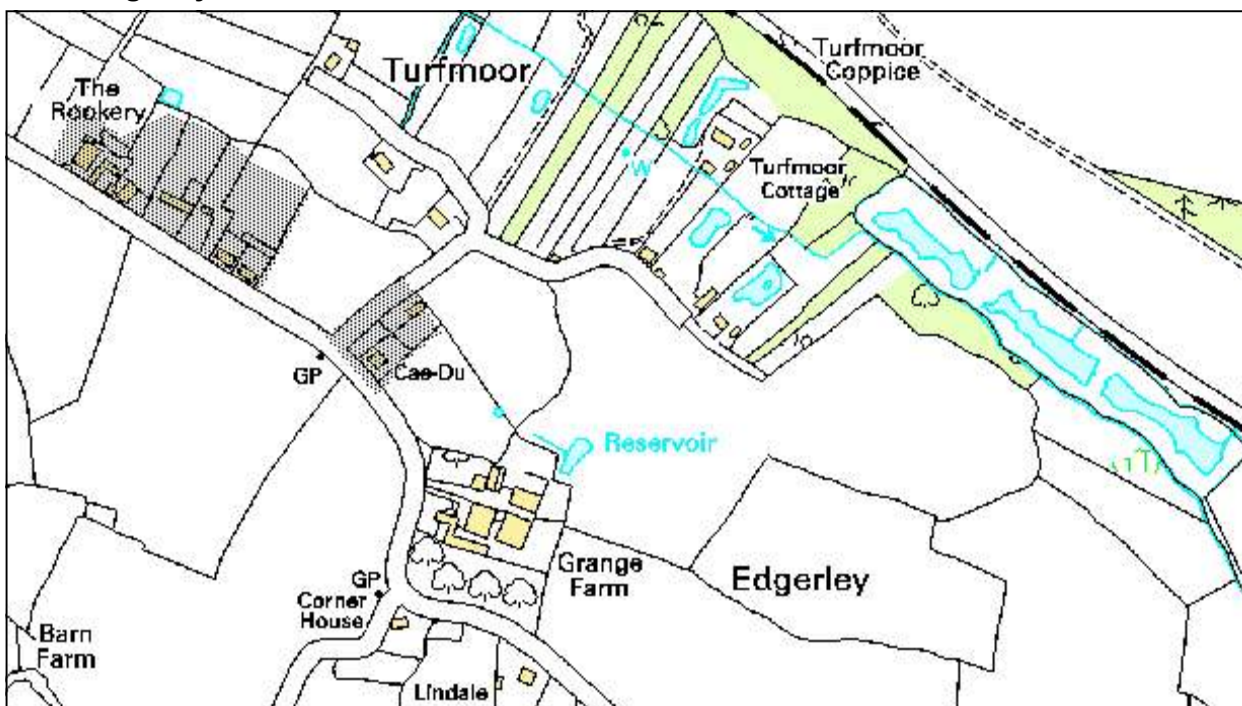 Turfmoor
Coppice
Turfmoor
The
Rookery
W
Turfmoor
Cottage
GP
Cae-Du
Reservoir
Grange
Farm
Edgerley
GP
Corner
House
Barn
Farm
Lindale